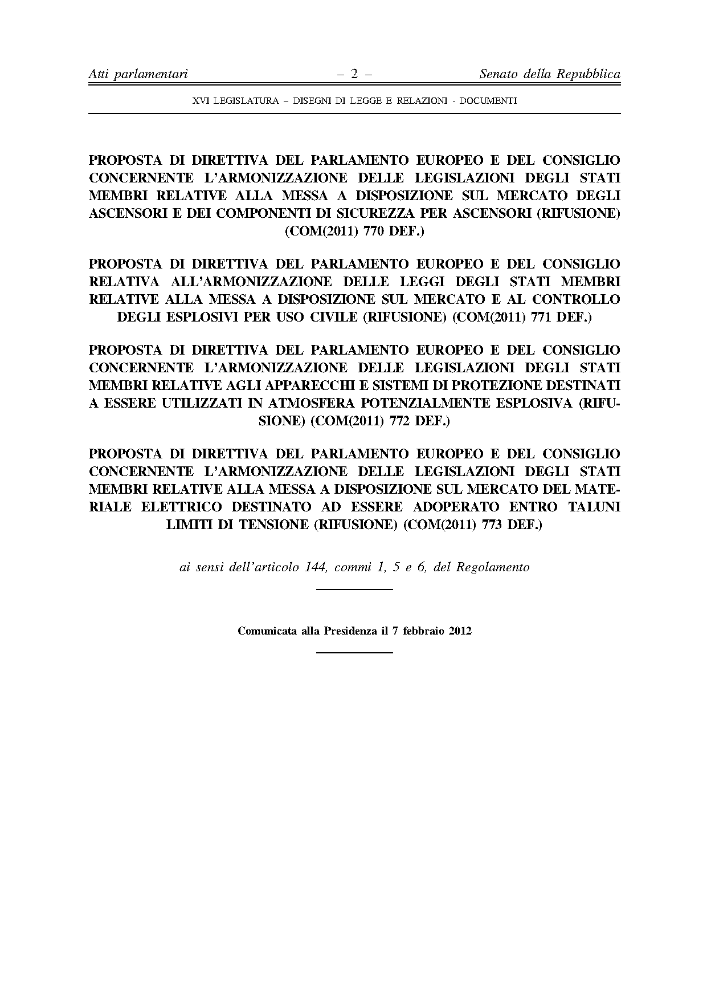 Atti parlamentari – 2 – Senato della Repubblica
XVI LEGISLATURA – DISEGNI DI LEGGE E RELAZIONI - DOCUMENTI
PROPOSTA DI DIRETTIVA DEL PARLAMENTO EUROPEO E DEL CONSIGLIO
CONCERNENTE L’ARMONIZZAZIONE DELLE LEGISLAZIONI DEGLI STATI
MEMBRI RELATIVE ALLA MESSA A DISPOSIZIONE SUL MERCATO DEGLI
ASCENSORI E DEI COMPONENTI DI SICUREZZA PER ASCENSORI (RIFUSIONE)
(COM(2011) 770 DEF.)
PROPOSTA DI DIRETTIVA DEL PARLAMENTO EUROPEO E DEL CONSIGLIO
RELATIVA ALL’ARMONIZZAZIONE DELLE LEGGI DEGLI STATI MEMBRI
RELATIVE ALLA MESSA A DISPOSIZIONE SUL MERCATO E AL CONTROLLO
DEGLI ESPLOSIVI PER USO CIVILE (RIFUSIONE) (COM(2011) 771 DEF.)
PROPOSTA DI DIRETTIVA DEL PARLAMENTO EUROPEO E DEL CONSIGLIO
CONCERNENTE L’ARMONIZZAZIONE DELLE LEGISLAZIONI DEGLI STATI
MEMBRI RELATIVE AGLI APPARECCHI E SISTEMI DI PROTEZIONE DESTINATI
A ESSERE UTILIZZATI IN ATMOSFERA POTENZIALMENTE ESPLOSIVA (RIFU-
SIONE) (COM(2011) 772 DEF.)
PROPOSTA DI DIRETTIVA DEL PARLAMENTO EUROPEO E DEL CONSIGLIO
CONCERNENTE L’ARMONIZZAZIONE DELLE LEGISLAZIONI DEGLI STATI
MEMBRI RELATIVE ALLA MESSA A DISPOSIZIONE SUL MERCATO DEL MATE-
RIALE ELETTRICO DESTINATO AD ESSERE ADOPERATO ENTRO TALUNI
LIMITI DI TENSIONE (RIFUSIONE) (COM(2011) 773 DEF.)
ai sensi dell’articolo 144, commi 1, 5 e 6, del Regolamento
Comunicata alla Presidenza il 7 febbraio 2012